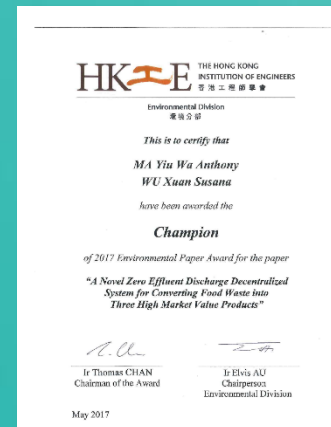 HKIE THE HONG KONG
INSTITUTION OF ENGINEERS
香港工程師學會
Environmental Division
環境分部
This is to certify that
MA Yiu Wa Anthony
WU Xuan Susana
have been awarded the
Champion
of 2017 Environmental Paper Award for the paper
"A Novel Zero Effluent Discharge Decentralized
System for Converting Food Waste into
Three High Market Value Products"
Ir Thomas CHAN
Chairman of the Award
Ir Elvis AU
Chairperson
Environmental Division
May 2017